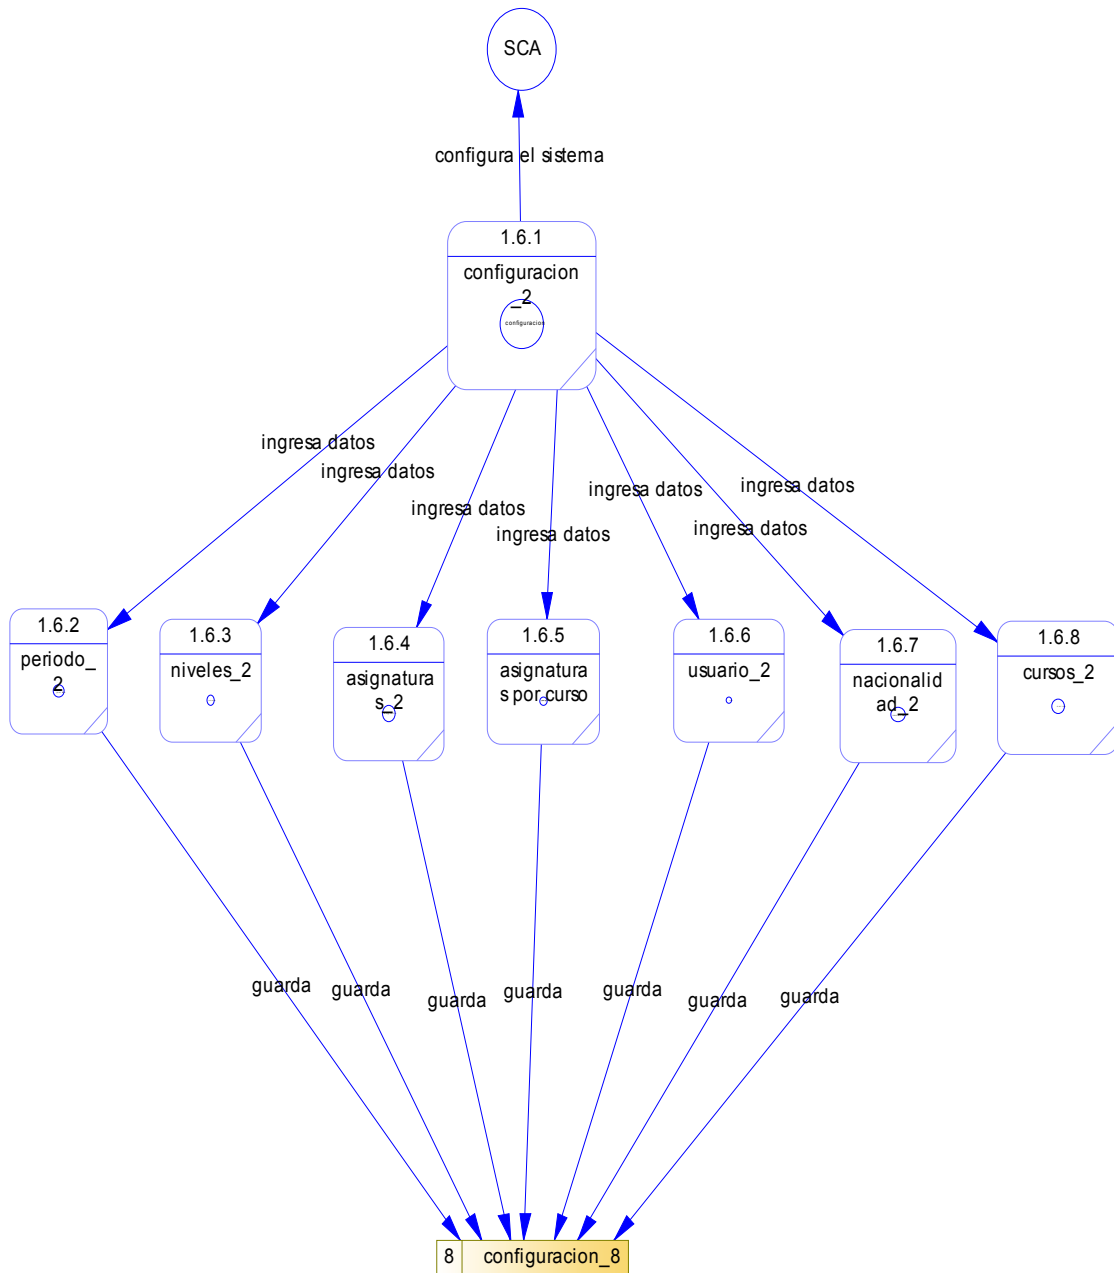 SCA
configura el sistema
1.6.1
configuracion
_2
configuracion
ingresa datos
ingresa datos
ingresa datos
ingresa datos
ingresa datos
ingresa datos
ingresa datos
1.6.2
periodo_
2
1.6.3
niveles_2
1.6.4
asignatura
s_2
1.6.5
asignatura
s por curso
1.6.6
usuario_2
1.6.7
nacionalid
ad_2
1.6.8
cursos_2
guarda
guarda
guarda
guarda
guarda
guarda
guarda
8 configuracion_8